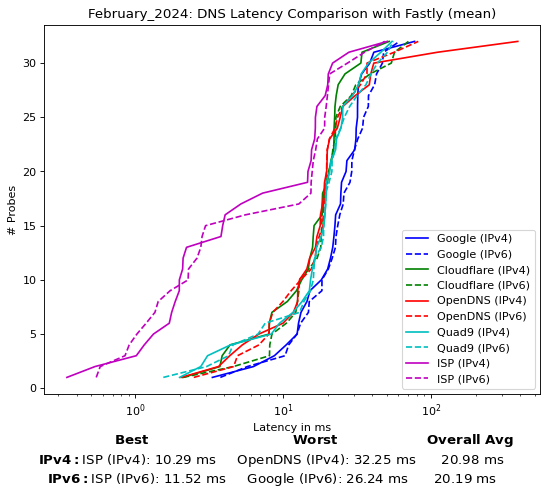 February_2024: DNS Latency Comparison with Fastly (mean)
30
25
20
15
10
5
0
# Probes
10⁰
10¹
10²
Latency in ms
Google (IPv4)
Google (IPv6)
Cloudflare (IPv4)
Cloudflare (IPv6)
OpenDNS (IPv4)
OpenDNS (IPv6)
Quad9 (IPv4)
Quad9 (IPv6)
ISP (IPv4)
ISP (IPv6)
Best Worst Overall Avg
IPv4: ISP (IPv4): 10.29 ms OpenDNS (IPv4): 32.25 ms 20.98 ms
IPv6: ISP (IPv6): 11.52 ms Google (IPv6): 26.24 ms 20.19 ms